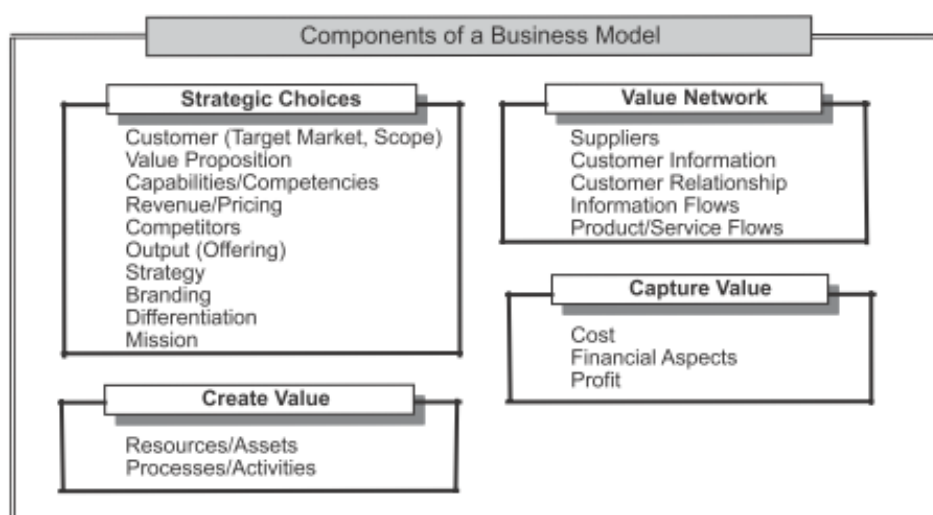 Components of a Business Model
Strategic Choices
Customer (Target Market, Scope)
Value Proposition
Capabilities/Competencies
Revenue/Pricing
Competitors
Output (Offering)
Strategy
Branding
Differentiation
Mission
Create Value
Resources/Assets
Processes/Activities
Value Network
Suppliers
Customer Information
Customer Relationship
Information Flows
Product/Service Flows
Capture Value
Cost
Financial Aspects
Profit